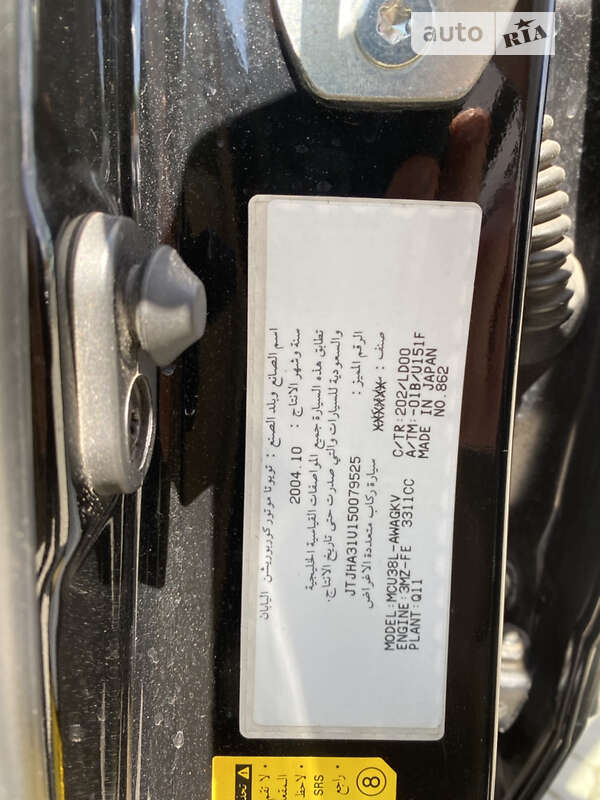 auto RIA
اسم الصانع وبلد الصنع : تويوتا موتور كوربوريشن اليابان
سنة وشهر الانتاج : 2004.10
تطابق هذه السيارة جميع المواصفات القياسية الخليجية
والسعودية للسيارات والتي صدرت حتى تاريخ الانتاج.
الرقم المميز: JTJHA31U150079525
صنف : سيارة ركاب متعددة الاغراض
MODEL:MCU38L-AWAGKV C/TR:202/LD00
ENGINE:3MZ-FE 3311CC A/TM:-01B/U151F
PLANT:Q11 MADE IN JAPAN
NO.862
SRS
8